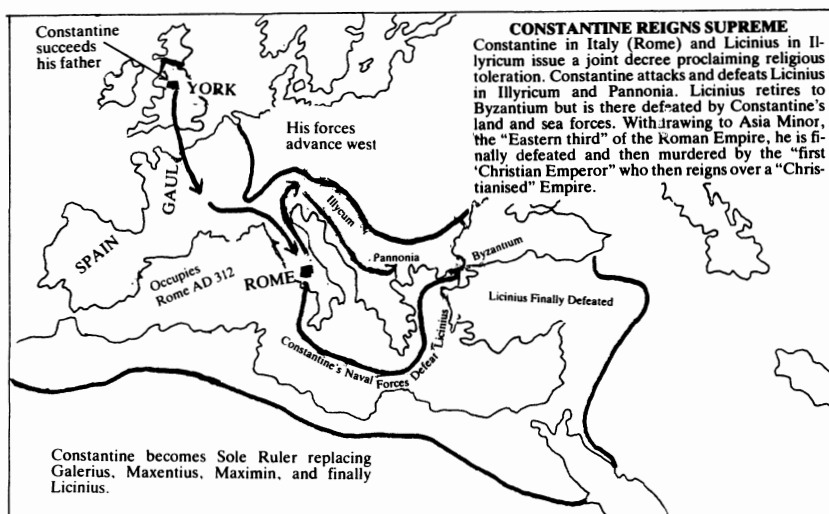 Constantine
succeeds
his father
YORK
CONSTANTINE REIGNS SUPREME
Constantine in Italy (Rome) and Licinius in Il-
lyricum issue a joint decree proclaiming religious
toleration. Constantine attacks and defeats Licinius
in Illyricum and Pannonia. Licinius retires to
Byzantium but is there defeated by Constantine's
land and sea forces. Withdrawing to Asia Minor,
the "Eastern third" of the Roman Empire, he is fi-
nally defeated and then murdered by the "first
'Christian Emperor" who then reigns over a "Chris-
tianised" Empire.
His forces
advance west
GAUL
SPAIN
Illycum
Pannonia
Byzantium
Occupies
Rome AD 312
ROME
Licinius Finally Defeated
Constantine's Naval Forces Defeat Licinius
Constantine becomes Sole Ruler replacing
Galerius, Maxentius, Maximin, and finally
Licinius.